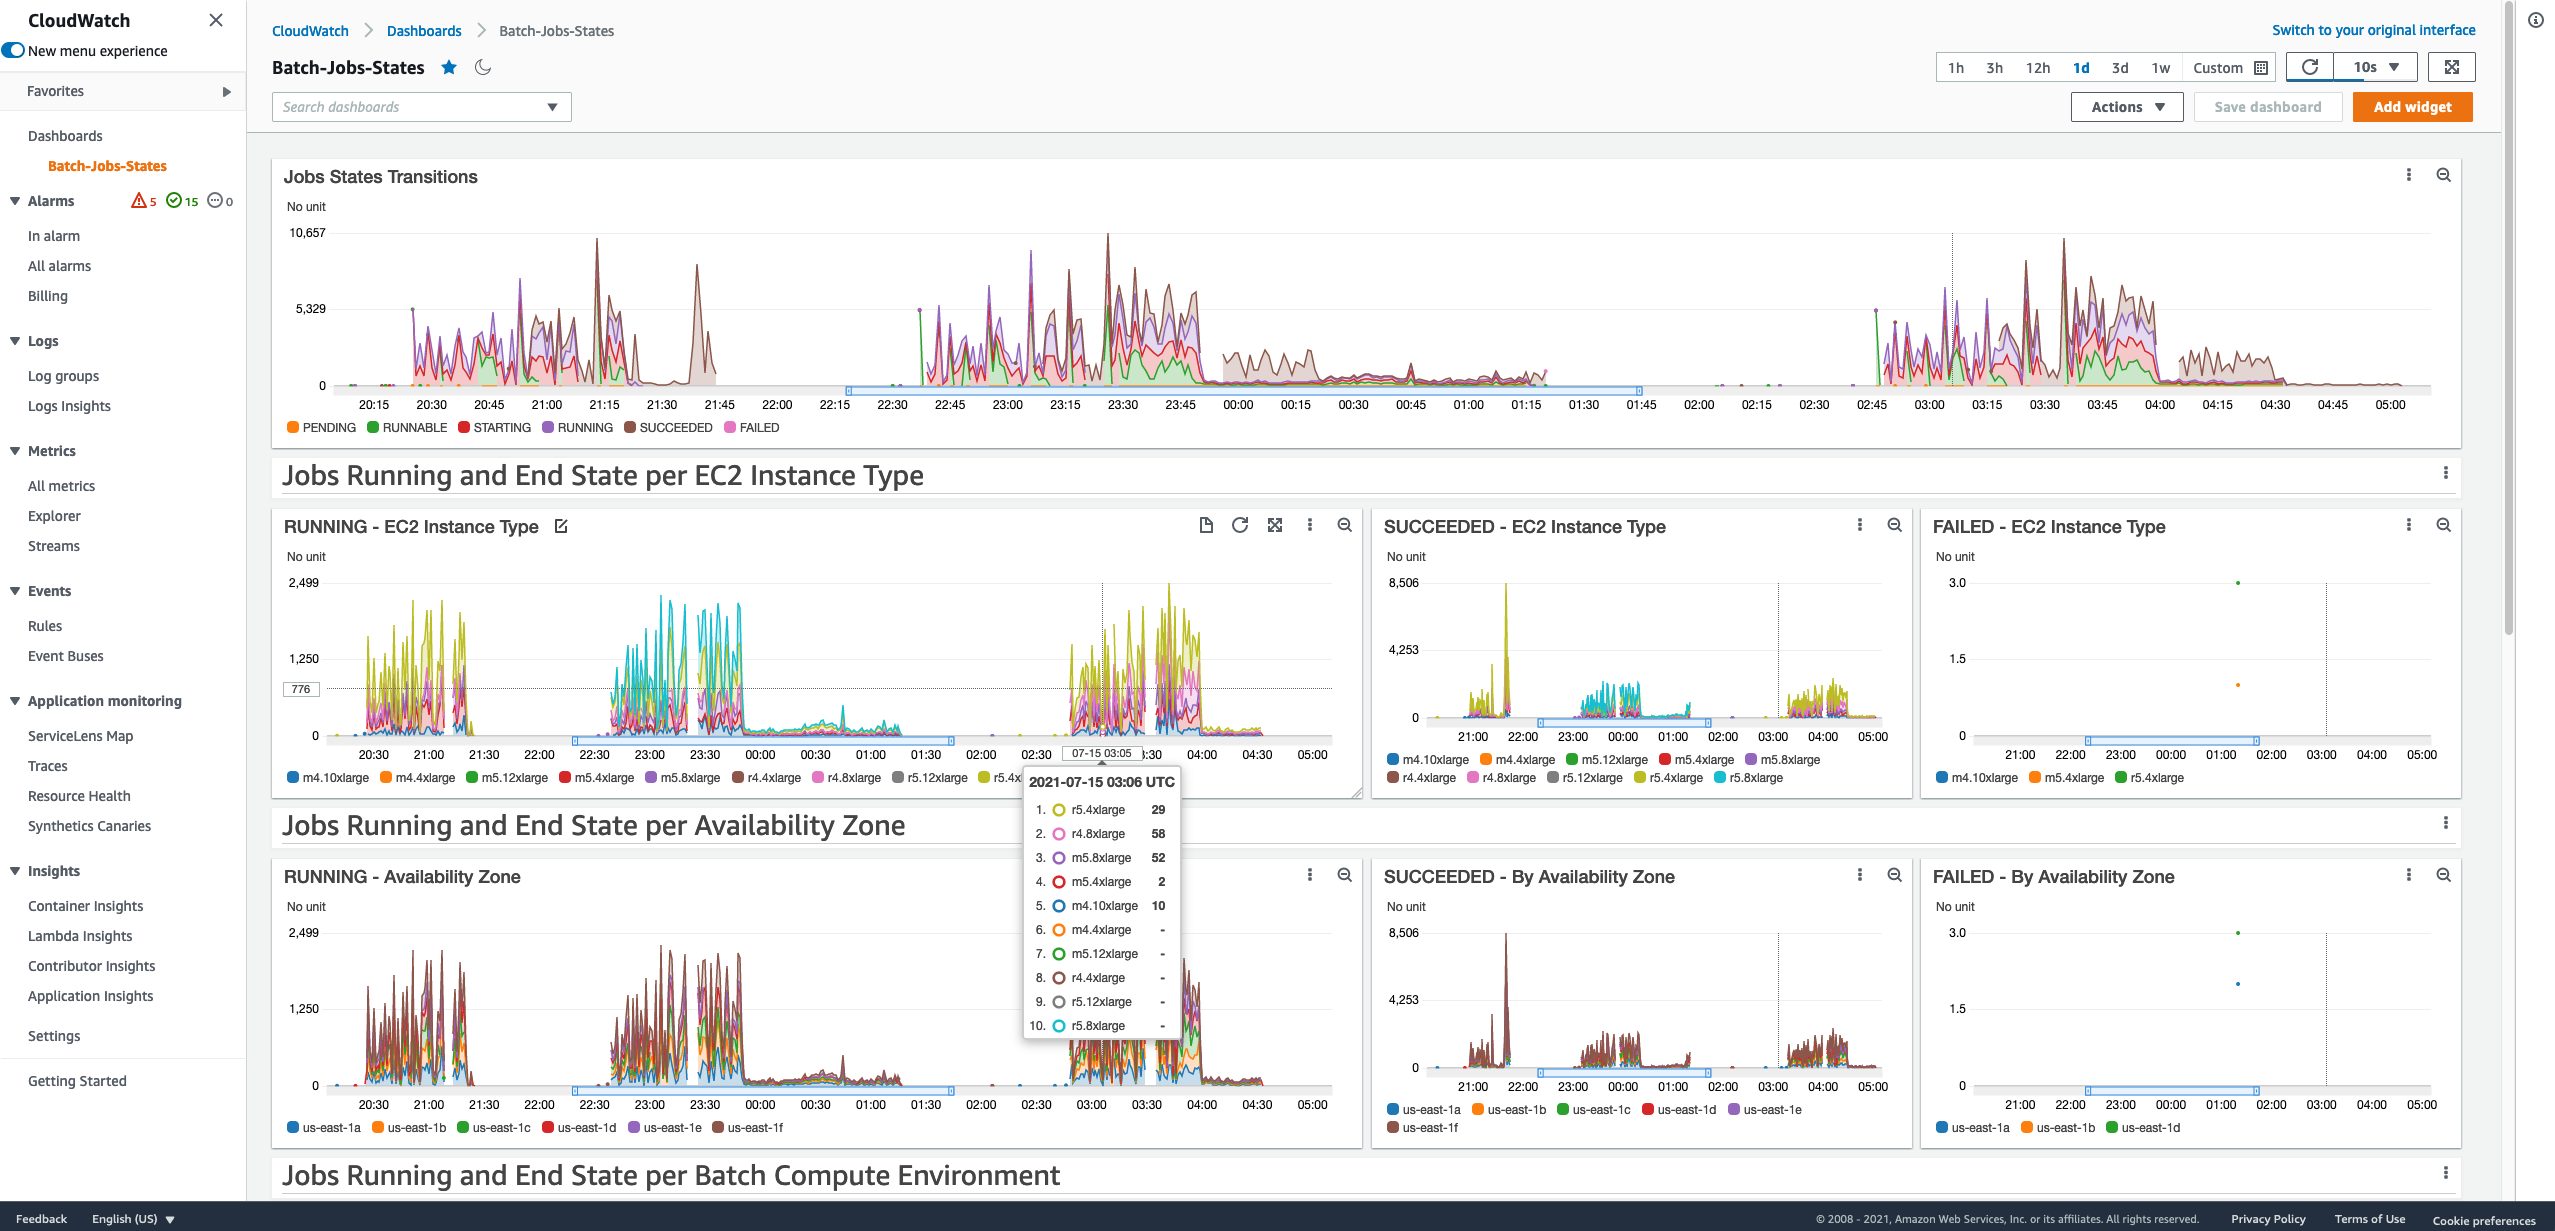 CloudWatch
New menu experience
Favorites
Dashboards
Batch-Jobs-States
Alarms 5 15 0
In alarm
All alarms
Billing
Logs
Log groups
Logs Insights
Metrics
All metrics
Explorer
Streams
Events
Rules
Event Buses
Application monitoring
ServiceLens Map
Traces
Resource Health
Synthetics Canaries
Insights
Container Insights
Lambda Insights
Contributor Insights
Application Insights
Settings
Getting Started
CloudWatch Dashboards Batch-Jobs-States
Switch to your original interface
Batch-Jobs-States
1h 3h 12h 1d 3d 1w Custom 10s
Search dashboards
Actions Save dashboard Add widget
Jobs States Transitions
No unit
10,657
5,329
0
20:15 20:30 20:45 21:00 21:15 21:30 21:45 22:00 22:15 22:30 22:45 23:00 23:15 23:30 23:45 00:00 00:15 00:30 00:45 01:00 01:15 01:30 01:45 02:00 02:15 02:30 02:45 03:00 03:15 03:30 03:45 04:00 04:15 04:30 04:45 05:00
PENDING RUNNABLE STARTING RUNNING SUCCEEDED FAILED
Jobs Running and End State per EC2 Instance Type
RUNNING - EC2 Instance Type
No unit
2,499
1,250
776
0
20:30 21:00 21:30 22:00 22:30 23:00 23:30 00:00 00:30 01:00 01:30 02:00 02:30 07-15 03:05 :30 04:00 04:30 05:00
m4.10xlarge m4.4xlarge m5.12xlarge m5.4xlarge m5.8xlarge r4.4xlarge r4.8xlarge r5.12xlarge r5.4x
2021-07-15 03:06 UTC
1. r5.4xlarge 29
2. r4.8xlarge 58
3. m5.8xlarge 52
4. m5.4xlarge 2
5. m4.10xlarge 10
6. m4.4xlarge -
7. m5.12xlarge -
8. r4.4xlarge -
9. r5.12xlarge -
10. r5.8xlarge -
SUCCEEDED - EC2 Instance Type
No unit
8,506
4,253
0
21:00 22:00 23:00 00:00 01:00 02:00 03:00 04:00 05:00
m4.10xlarge m4.4xlarge m5.12xlarge m5.4xlarge m5.8xlarge
r4.4xlarge r4.8xlarge r5.12xlarge r5.4xlarge r5.8xlarge
FAILED - EC2 Instance Type
No unit
3.0
1.5
0
21:00 22:00 23:00 00:00 01:00 02:00 03:00 04:00 05:00
m4.10xlarge m5.4xlarge r5.4xlarge
Jobs Running and End State per Availability Zone
RUNNING - Availability Zone
No unit
2,499
1,250
0
20:30 21:00 21:30 22:00 22:30 23:00 23:30 00:00 00:30 01:00 01:30 02:00 02:30 03:00 03:30 04:00 04:30 05:00
us-east-1a us-east-1b us-east-1c us-east-1d us-east-1e us-east-1f
SUCCEEDED - By Availability Zone
No unit
8,506
4,253
0
21:00 22:00 23:00 00:00 01:00 02:00 03:00 04:00 05:00
us-east-1a us-east-1b us-east-1c us-east-1d us-east-1e
us-east-1f
FAILED - By Availability Zone
No unit
3.0
1.5
0
21:00 22:00 23:00 00:00 01:00 02:00 03:00 04:00 05:00
us-east-1a us-east-1b us-east-1d
Jobs Running and End State per Batch Compute Environment
Feedback English (US) © 2008 - 2021, Amazon Web Services, Inc. or its affiliates. All rights reserved. Privacy Policy Terms of Use Cookie preferences